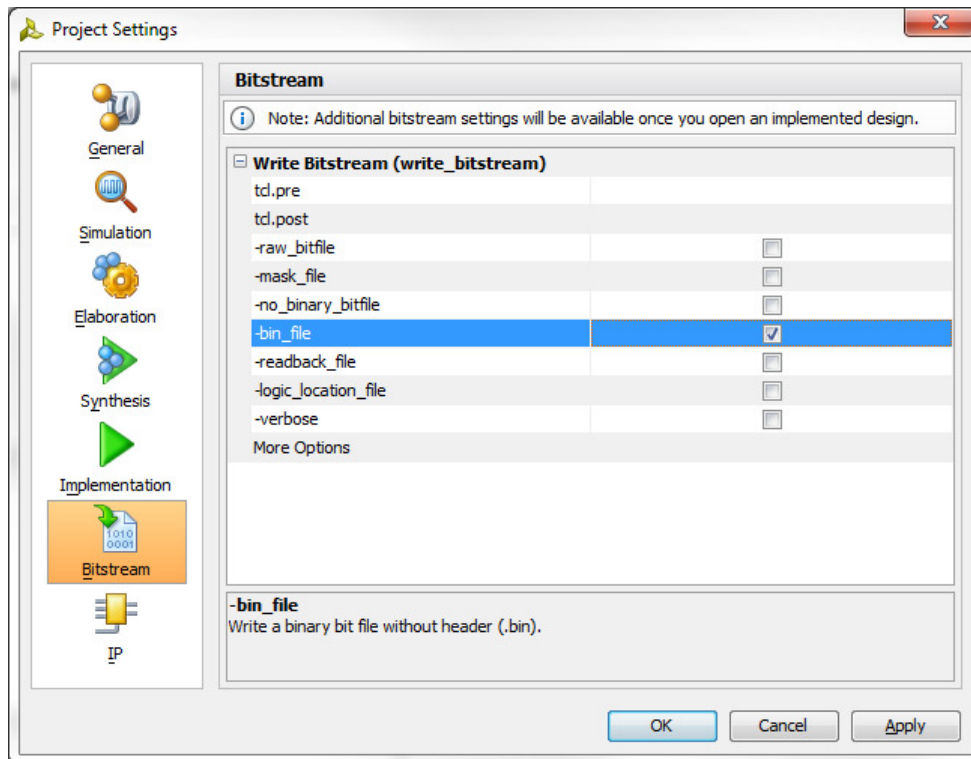 Project Settings
General
Simulation
Elaboration
Synthesis
Implementation
1010
0001
Bitstream
IP
Bitstream
Note: Additional bitstream settings will be available once you open an implemented design.
Write Bitstream (write_bitstream)
tcl.pre
tcl.post
-raw_bitfile
-mask_file
-no_binary_bitfile
-bin_file
-readback_file
-logic_location_file
-verbose
More Options
-bin_file
Write a binary bit file without header (.bin).
OK Cancel Apply